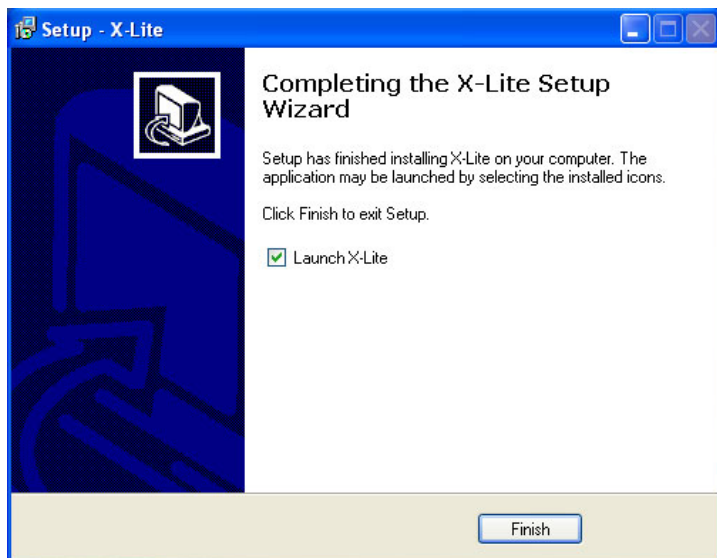 Setup - X-Lite
Completing the X-Lite Setup
Wizard
Setup has finished installing X-Lite on your computer. The
application may be launched by selecting the installed icons.
Click Finish to exit Setup.
Launch X-Lite
Finish